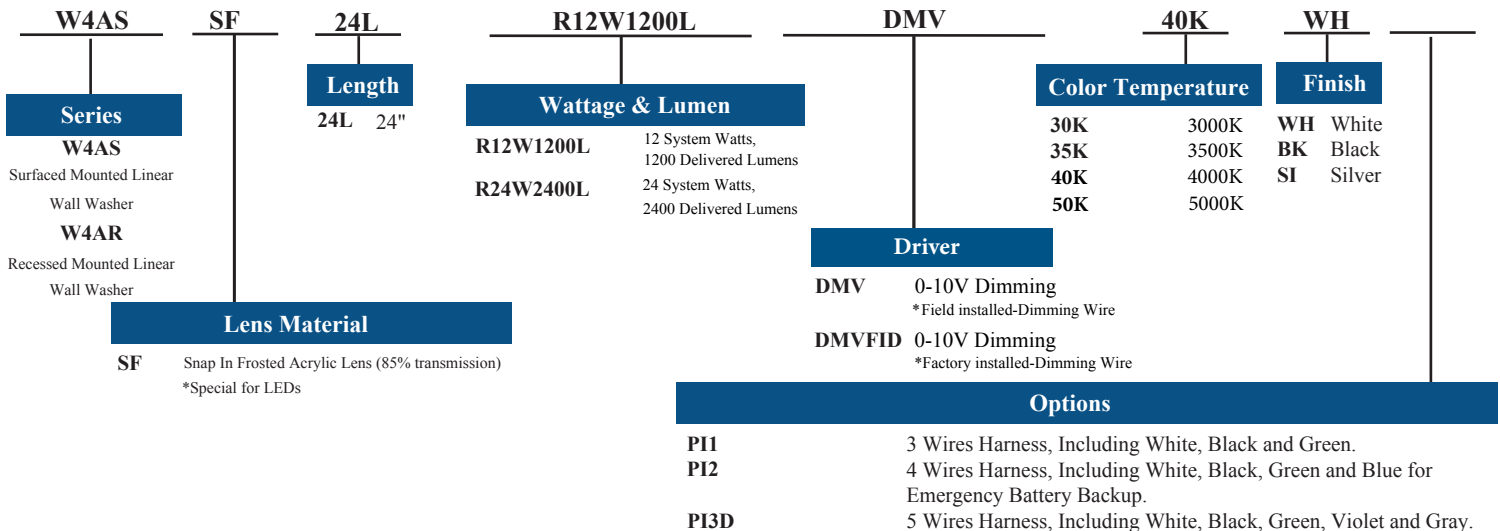 W4AS SF 24L R12W1200L DMV 40K WH
Series
W4AS
Surfaced Mounted Linear
Wall Washer
W4AR
Recessed Mounted Linear
Wall Washer
Lens Material
SF Snap In Frosted Acrylic Lens (85% transmission)
*Special for LEDs
Length
24L 24"
Wattage & Lumen
R12W1200L 12 System Watts,
1200 Delivered Lumens
R24W2400L 24 System Watts,
2400 Delivered Lumens
Driver
DMV 0-10V Dimming
*Field installed-Dimming Wire
DMVFID 0-10V Dimming
*Factory installed-Dimming Wire
Color Temperature
30K 3000K
35K 3500K
40K 4000K
50K 5000K
Finish
WH White
BK Black
SI Silver
Options
PI1 3 Wires Harness, Including White, Black and Green.
PI2 4 Wires Harness, Including White, Black, Green and Blue for
Emergency Battery Backup.
PI3D 5 Wires Harness, Including White, Black, Green, Violet and Gray.